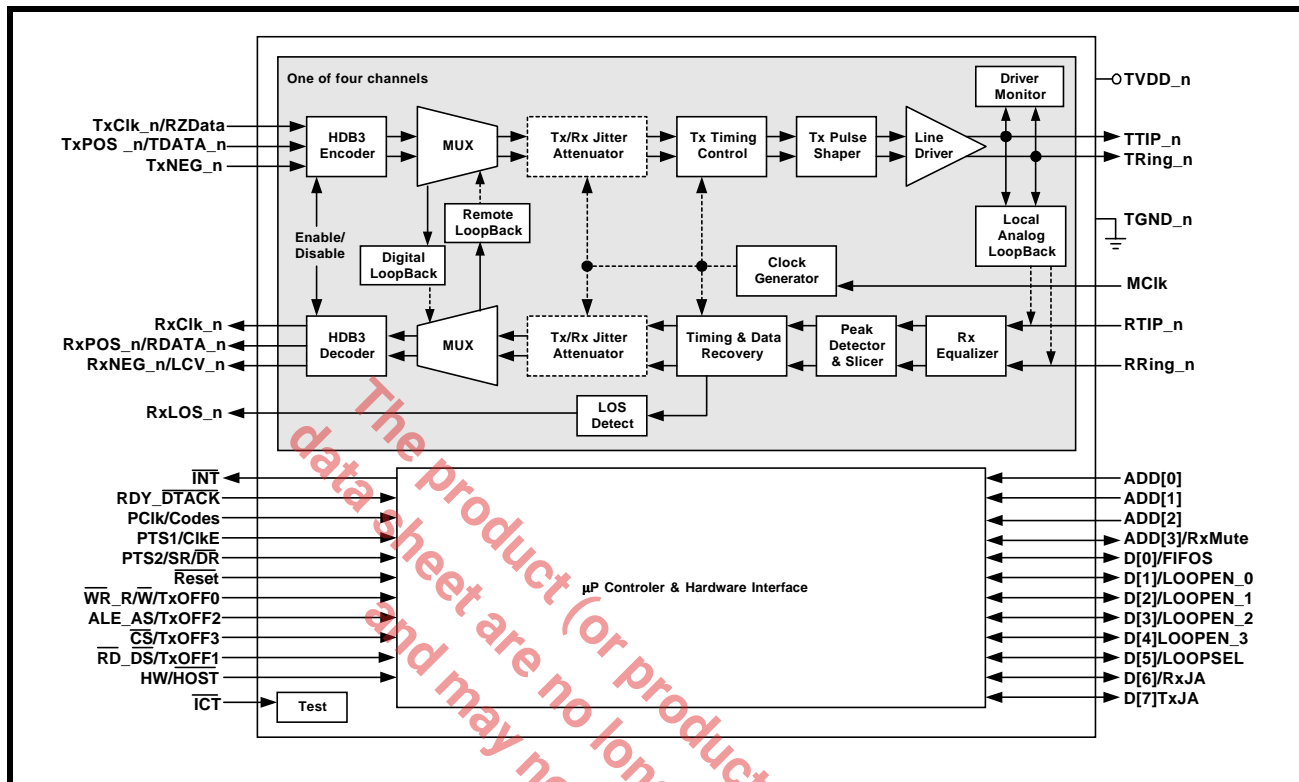 One of four channels
TxClk_n/RZData
TxPOS _n/TDATA_n
TxNEG_n
HDB3
Encoder
MUX
Tx/Rx Jitter
Attenuator
Tx Timing
Control
Tx Pulse
Shaper
Line
Driver
Driver
Monitor
TVDD_n
TTIP_n
TRing_n
Enable/
Disable
Digital
LoopBack
Remote
LoopBack
Clock
Generator
Local
Analog
LoopBack
TGND_n
MClk
RxClk_n
RxPOS_n/RDATA_n
RxNEG_n/LCV_n
HDB3
Decoder
MUX
Tx/Rx Jitter
Attenuator
Timing & Data
Recovery
Peak
Detector
& Slicer
Rx
Equalizer
RTIP_n
RRing_n
RxLOS_n
LOS
Detect
INT
RDY_DTACK
PClk/Codes
PTS1/ClkE
PTS2/SR/DR
Reset
WR_R/W/TxOFF0
ALE_AS/TxOFF2
CS/TxOFF3
RD_DS/TxOFF1
HW/HOST
ICT
Test
µP Controler & Hardware Interface
ADD[0]
ADD[1]
ADD[2]
ADD[3]/RxMute
D[0]/FIFOS
D[1]/LOOPEN_0
D[2]/LOOPEN_1
D[3]/LOOPEN_2
D[4]LOOPEN_3
D[5]/LOOPSEL
D[6]/RxJA
D[7]TxJA
The product (or product
data sheet are no lon
and may no